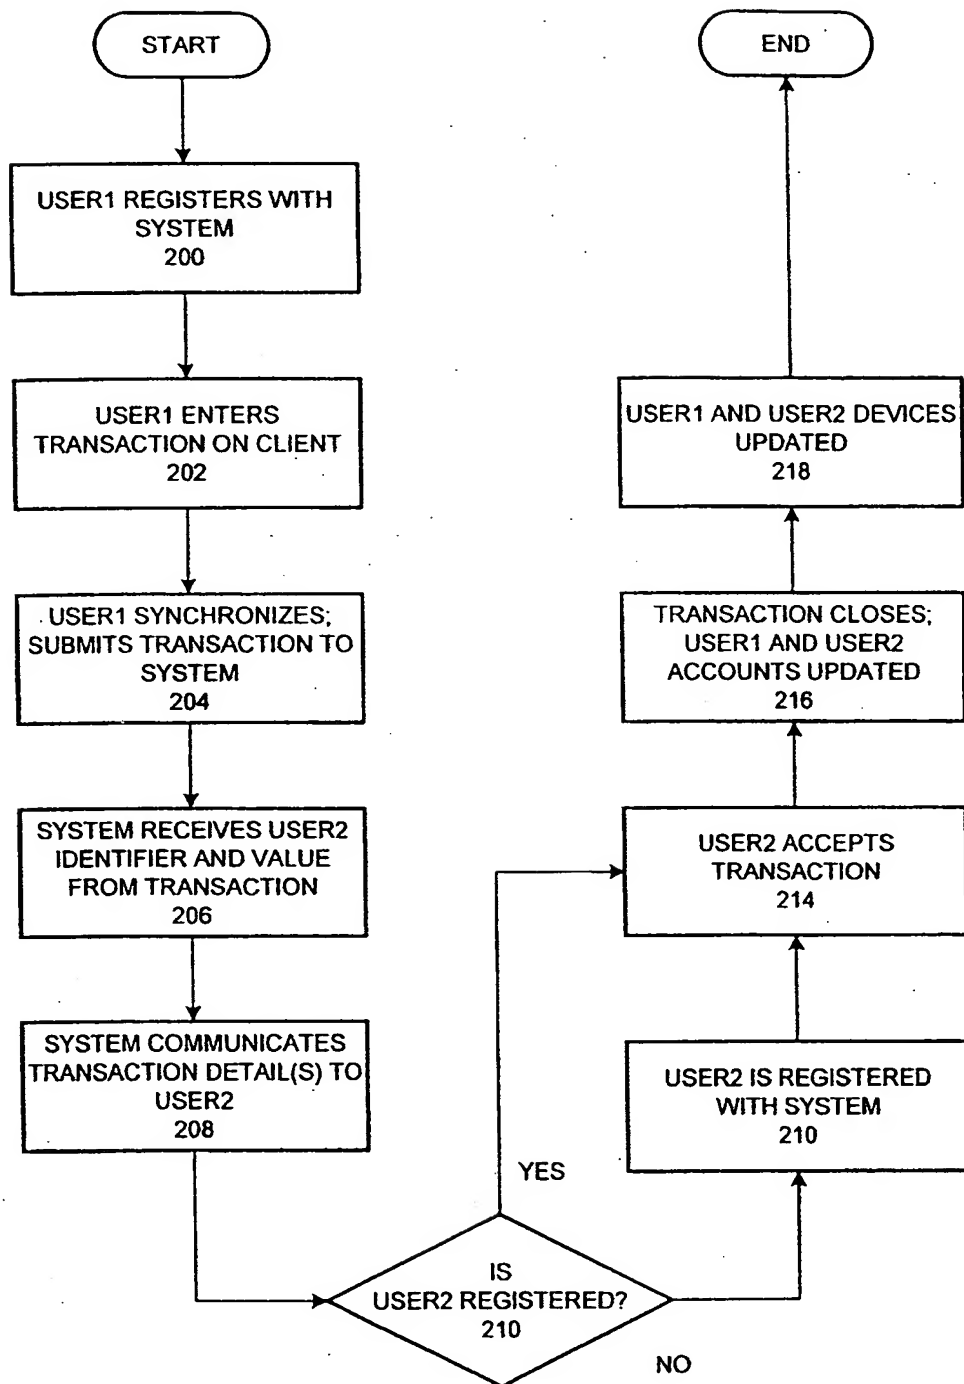 START
USER1 REGISTERS WITH
SYSTEM
200
USER1 ENTERS
TRANSACTION ON CLIENT
202
USER1 SYNCHRONIZES;
SUBMITS TRANSACTION TO
SYSTEM
204
SYSTEM RECEIVES USER2
IDENTIFIER AND VALUE
FROM TRANSACTION
206
SYSTEM COMMUNICATES
TRANSACTION DETAIL(S) TO
USER2
208
IS
USER2 REGISTERED?
210
YES
NO
USER2 IS REGISTERED
WITH SYSTEM
210
USER2 ACCEPTS
TRANSACTION
214
TRANSACTION CLOSES;
USER1 AND USER2
ACCOUNTS UPDATED
216
USER1 AND USER2 DEVICES
UPDATED
218
END